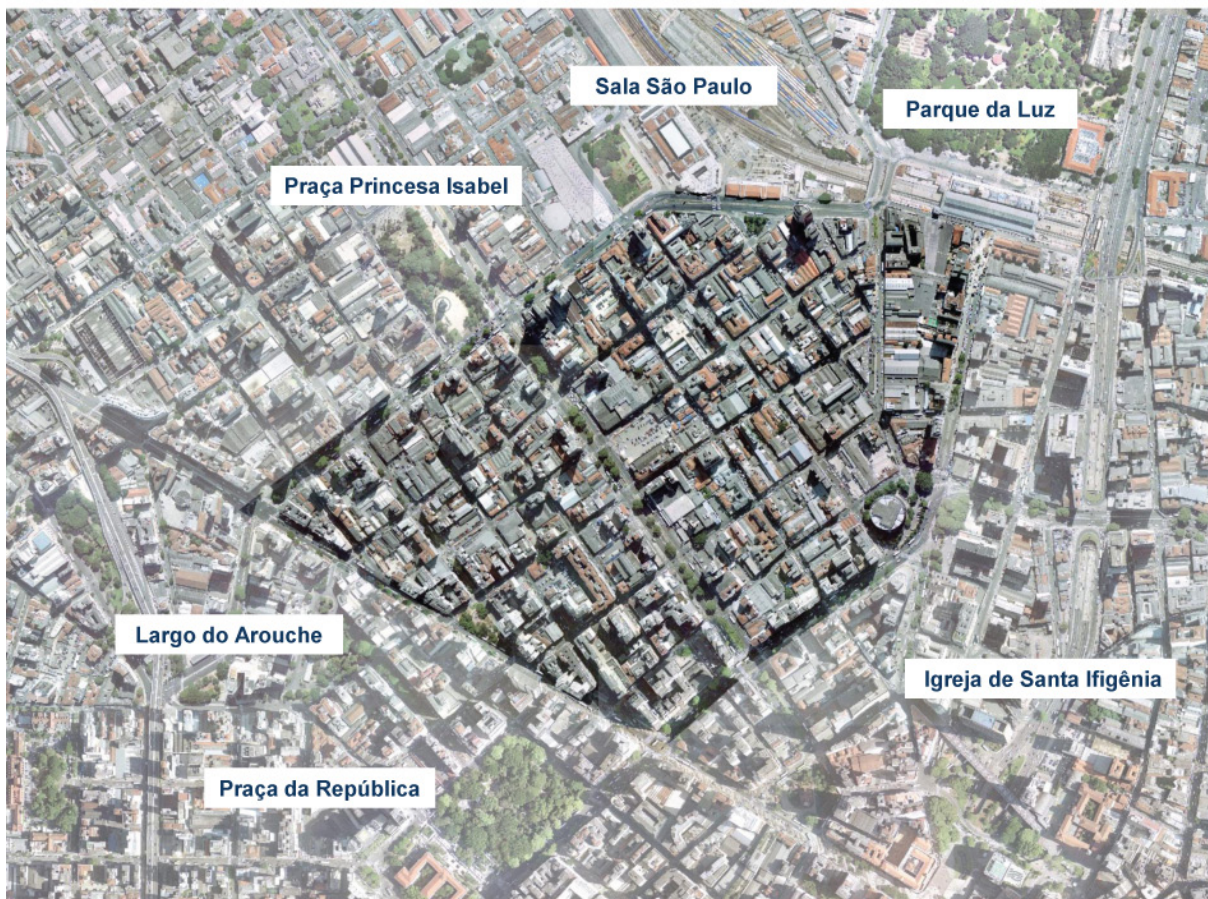 Sala São Paulo
Parque da Luz
Praça Princesa Isabel
Largo do Arouche
Igreja de Santa Ifigênia
Praça da República